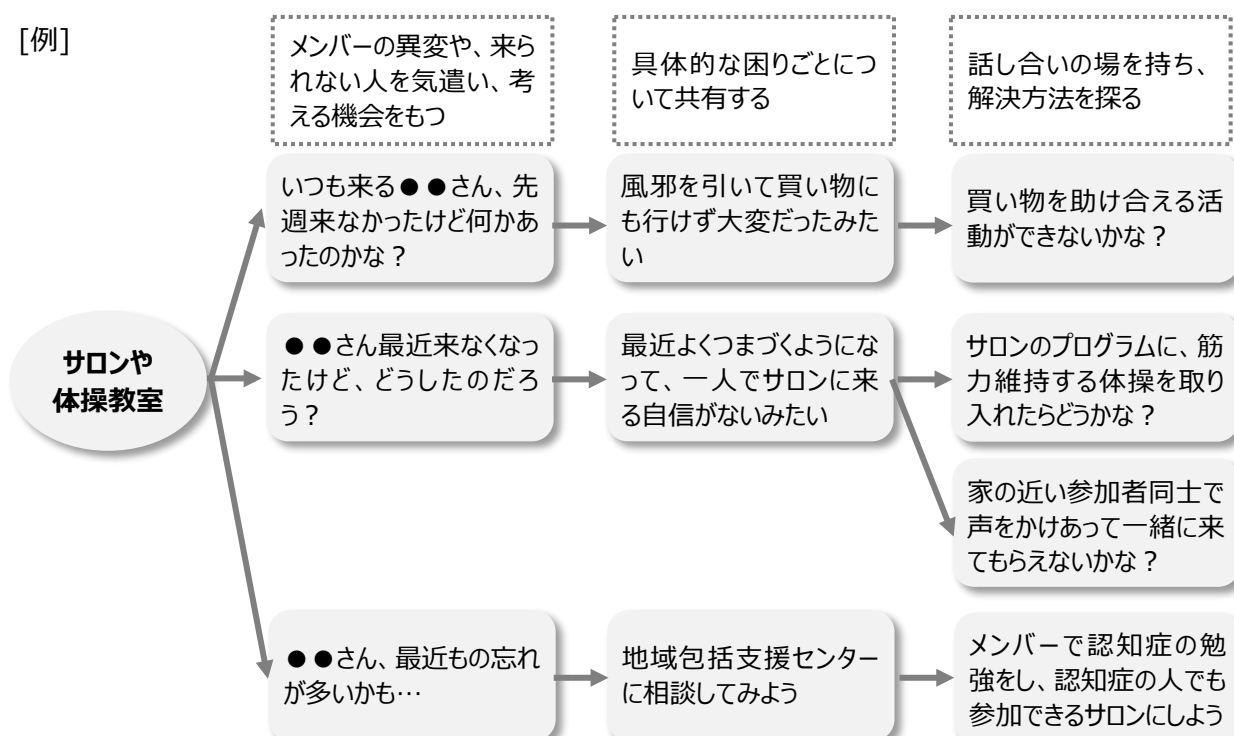 [例]
メンバーの異変や、来ら
れない人を気遣い、考
える機会をもつ
具体的な困りごとにつ
いて共有する
話し合いの場を持ち、
解決方法を探る
いつも来る●●さん、先
週来なかったけど何かあ
ったのかな？
風邪を引いて買い物に
も行けず大変だったみた
い
買い物を助け合える活
動ができないかな？
サロンや
体操教室
●●さん最近来なくなっ
たけど、どうしたのだろ
う？
最近よくつまづくようにな
って、一人でサロンに来
る自信がないみたい
サロンのプログラムに、筋
力維持する体操を取り
入れたらどうかな？
家の近い参加者同士で
声をかけあって一緒に来
てもらえないかな？
●●さん、最近もの忘れ
が多いかも…
地域包括支援センター
に相談してみよう
メンバーで認知症の勉
強をし、認知症の人でも
参加できるサロンにしよう